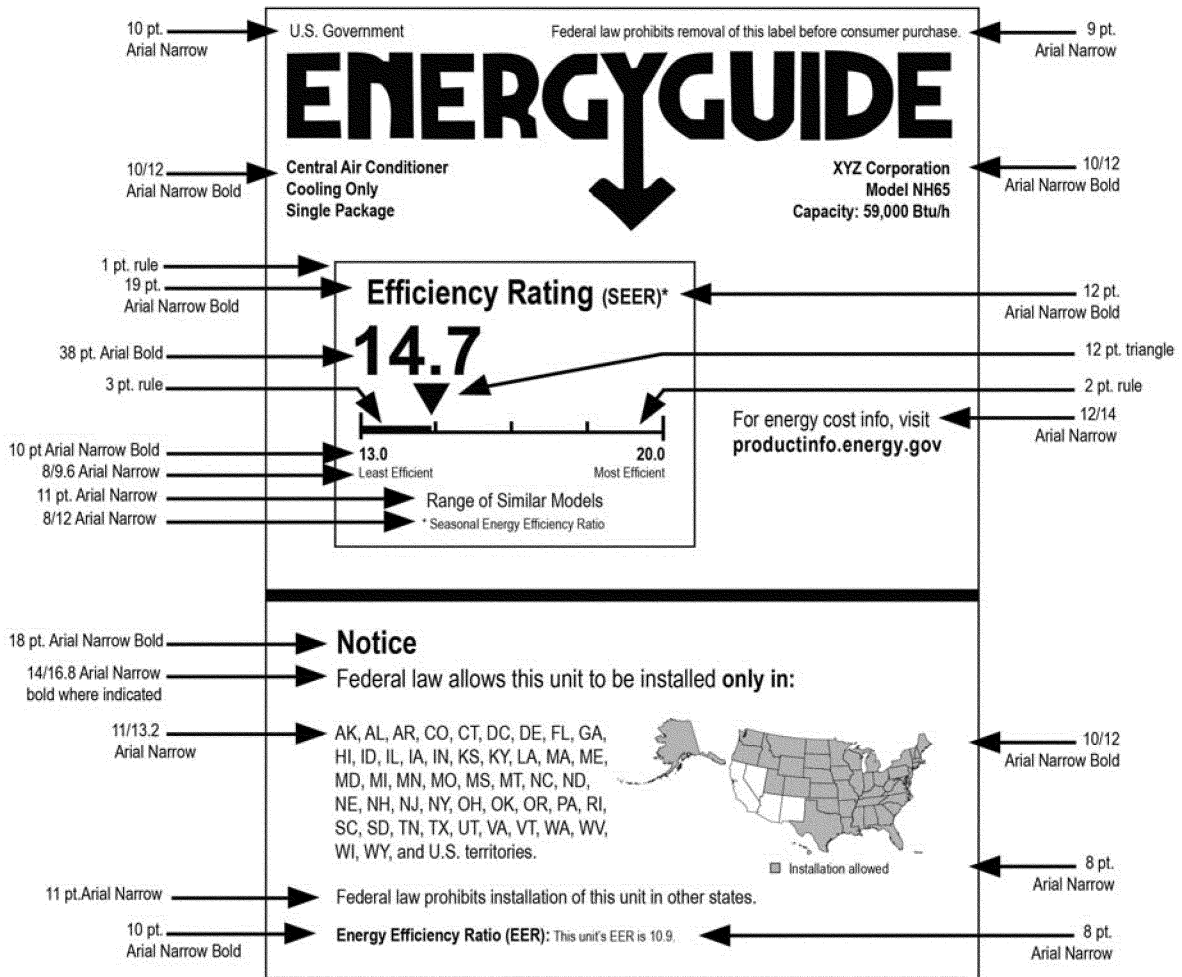 10 pt.
Arial Narrow
U.S. Government
Federal law prohibits removal of this label before consumer purchase.
9 pt.
Arial Narrow
ENERGYGUIDE
10/12
Arial Narrow Bold
Central Air Conditioner
Cooling Only
Single Package
XYZ Corporation
Model NH65
Capacity: 59,000 Btu/h
10/12
Arial Narrow Bold
1 pt. rule
19 pt.
Arial Narrow Bold
Efficiency Rating (SEER)*
12 pt.
Arial Narrow Bold
38 pt. Arial Bold
14.7
12 pt. triangle
3 pt. rule
2 pt. rule
For energy cost info, visit
productinfo.energy.gov
12/14
Arial Narrow
10 pt Arial Narrow Bold
13.0
20.0
8/9.6 Arial Narrow
Least Efficient
Most Efficient
11 pt. Arial Narrow
Range of Similar Models
8/12 Arial Narrow
* Seasonal Energy Efficiency Ratio
18 pt. Arial Narrow Bold
Notice
14/16.8 Arial Narrow
bold where indicated
Federal law allows this unit to be installed only in:
11/13.2
Arial Narrow
AK, AL, AR, CO, CT, DC, DE, FL, GA,
HI, ID, IL, IA, IN, KS, KY, LA, MA, ME,
MD, MI, MN, MO, MS, MT, NC, ND,
NE, NH, NJ, NY, OH, OK, OR, PA, RI,
SC, SD, TN, TX, UT, VA, VT, WA, WV,
WI, WY, and U.S. territories.
10/12
Arial Narrow Bold
Installation allowed
8 pt.
Arial Narrow
11 pt.Arial Narrow
Federal law prohibits installation of this unit in other states.
10 pt.
Arial Narrow Bold
Energy Efficiency Ratio (EER): This unit's EER is 10.9.
8 pt.
Arial Narrow